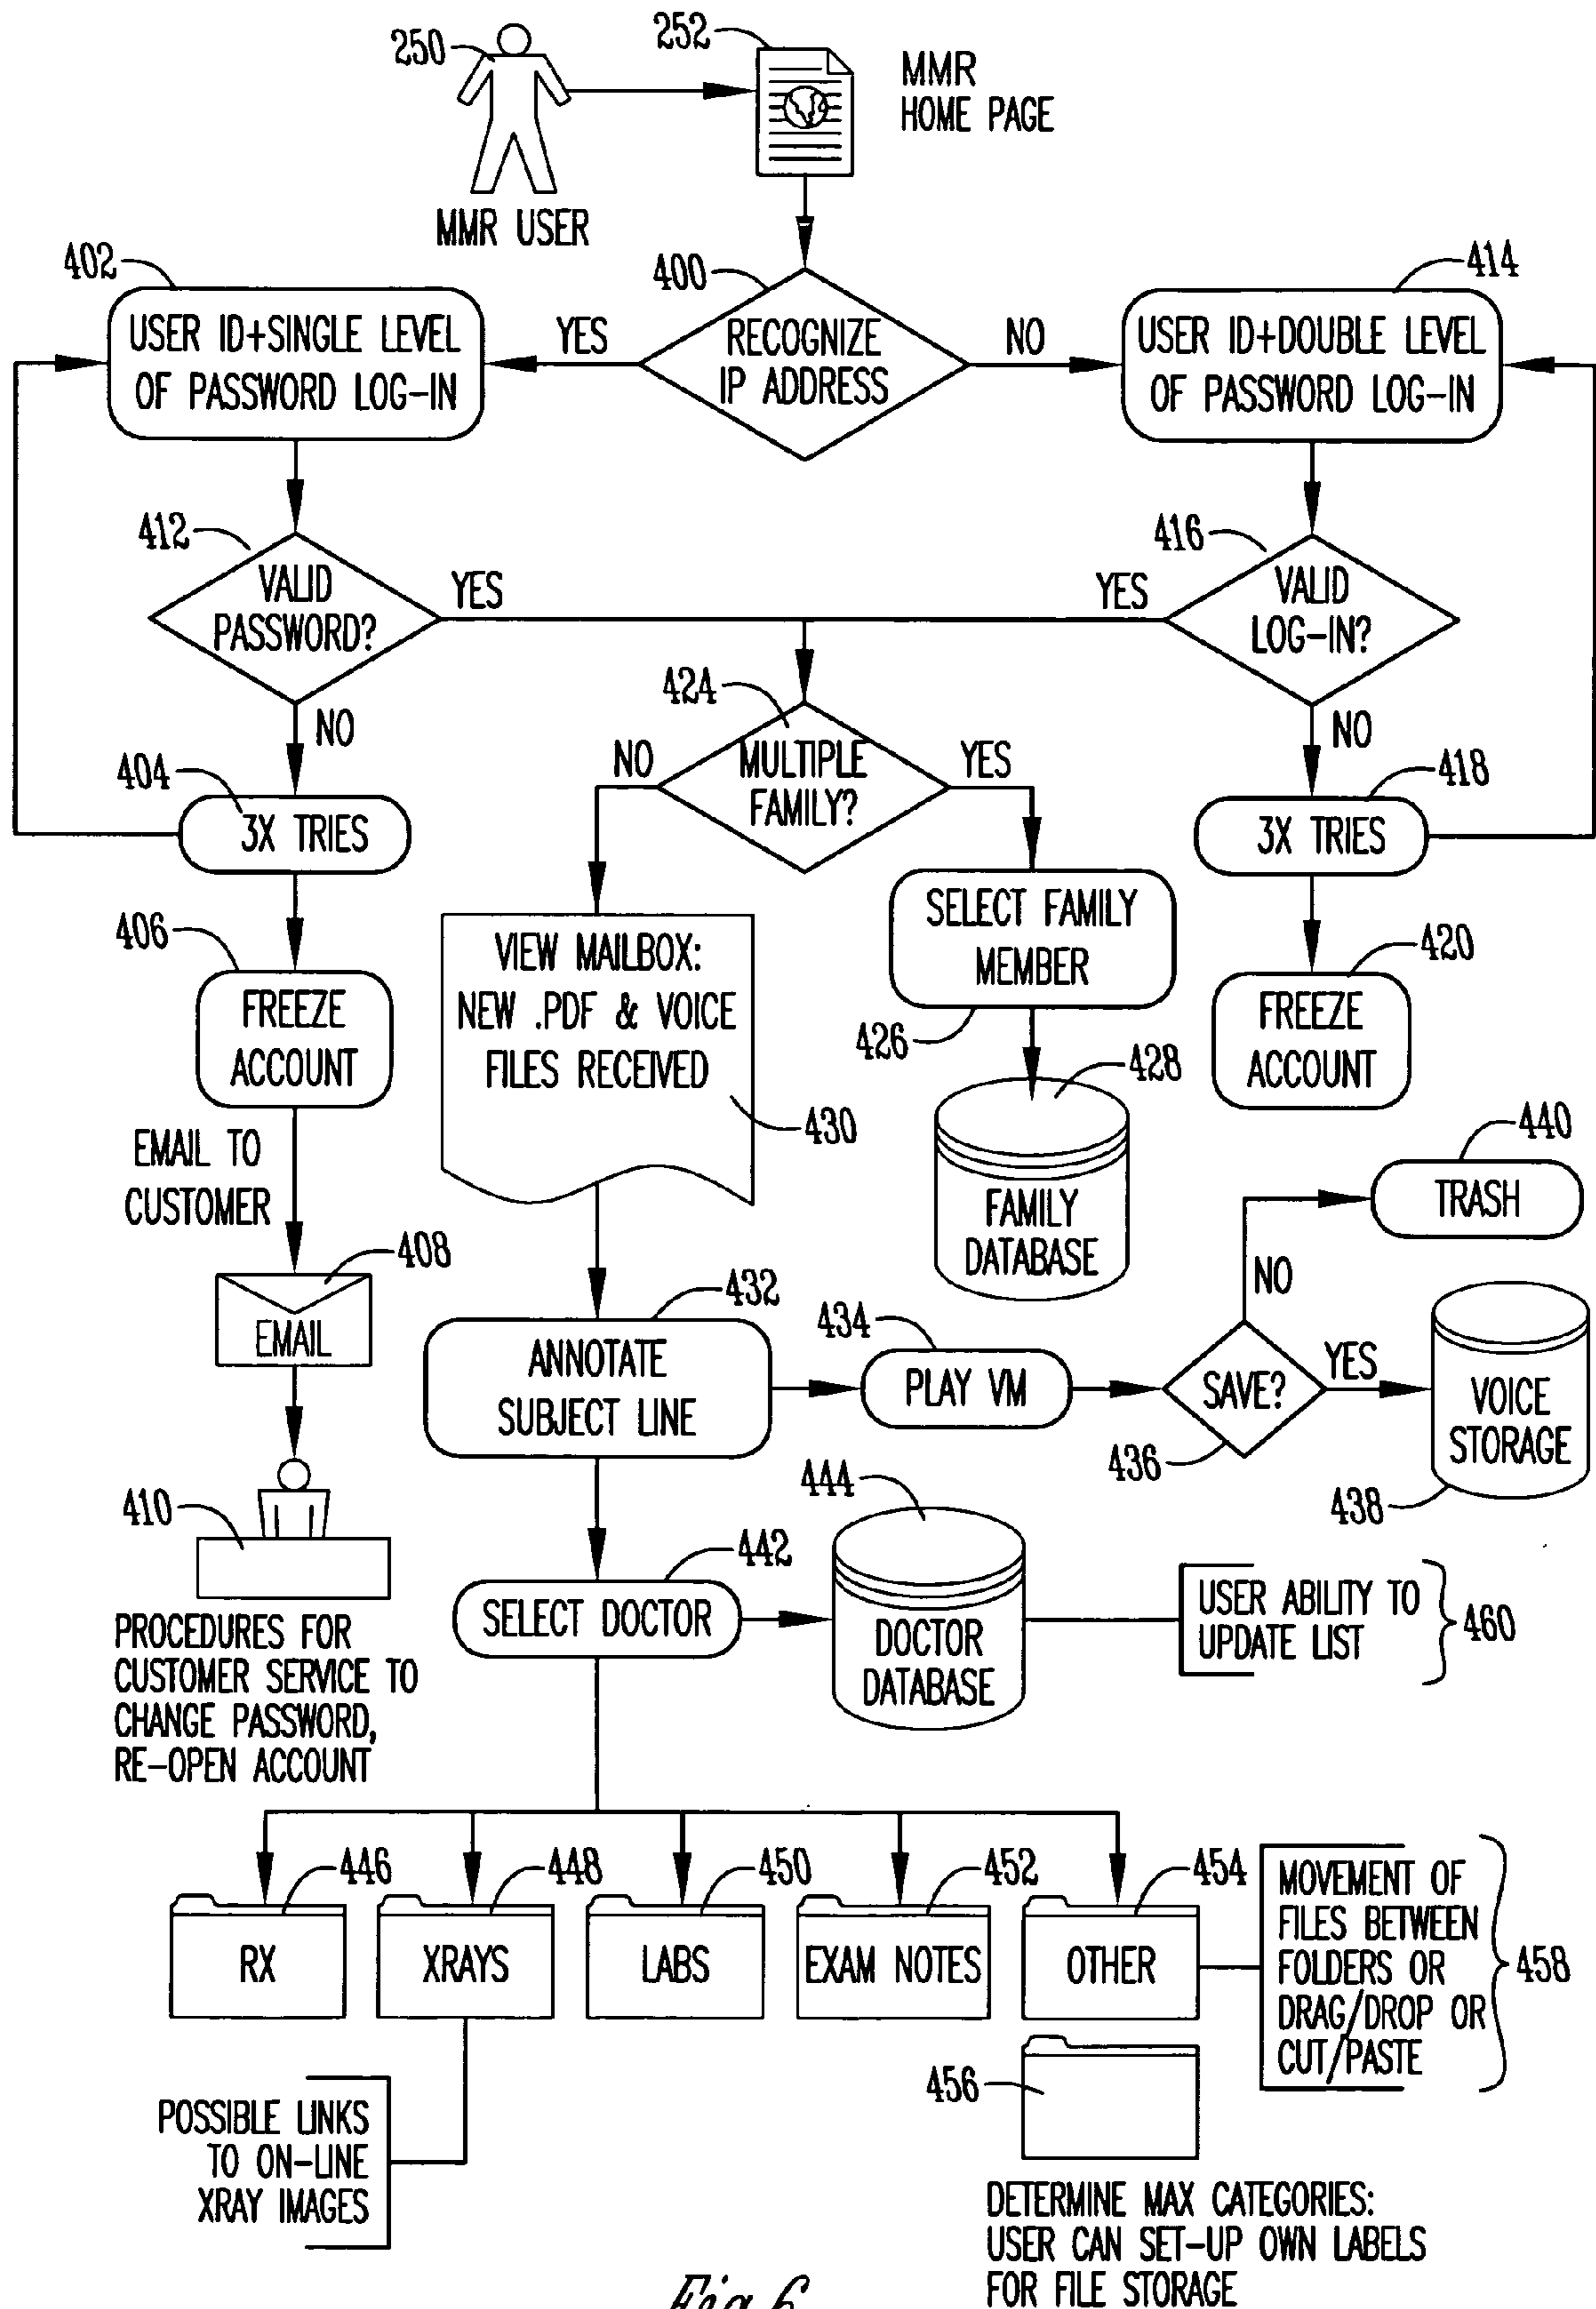 250
252
MMR
HOME PAGE
MMR USER
402
400
414
USER ID+SINGLE LEVEL
OF PASSWORD LOG-IN
YES
RECOGNIZE
IP ADDRESS
NO
USER ID+DOUBLE LEVEL
OF PASSWORD LOG-IN
412
VALID
PASSWORD?
YES
416
YES
VALID
LOG-IN?
NO
424
NO
MULTIPLE
FAMILY?
YES
NO
404
3X TRIES
418
3X TRIES
406
FREEZE
ACCOUNT
VIEW MAILBOX:
NEW .PDF & VOICE
FILES RECEIVED
430
SELECT FAMILY
MEMBER
426
428
FAMILY
DATABASE
420
FREEZE
ACCOUNT
EMAIL TO
CUSTOMER
408
EMAIL
440
TRASH
NO
432
ANNOTATE
SUBJECT LINE
434
PLAY VM
SAVE?
YES
436
VOICE
STORAGE
438
410
PROCEDURES FOR
CUSTOMER SERVICE TO
CHANGE PASSWORD,
RE-OPEN ACCOUNT
442
SELECT DOCTOR
444
DOCTOR
DATABASE
USER ABILITY TO
UPDATE LIST
460
446
448
450
452
454
RX
XRAYS
LABS
EXAM NOTES
OTHER
MOVEMENT OF
FILES BETWEEN
FOLDERS OR
DRAG/DROP OR
CUT/PASTE
458
456
POSSIBLE LINKS
TO ON-LINE
XRAY IMAGES
DETERMINE MAX CATEGORIES:
USER CAN SET-UP OWN LABELS
FOR FILE STORAGE
Fig.6